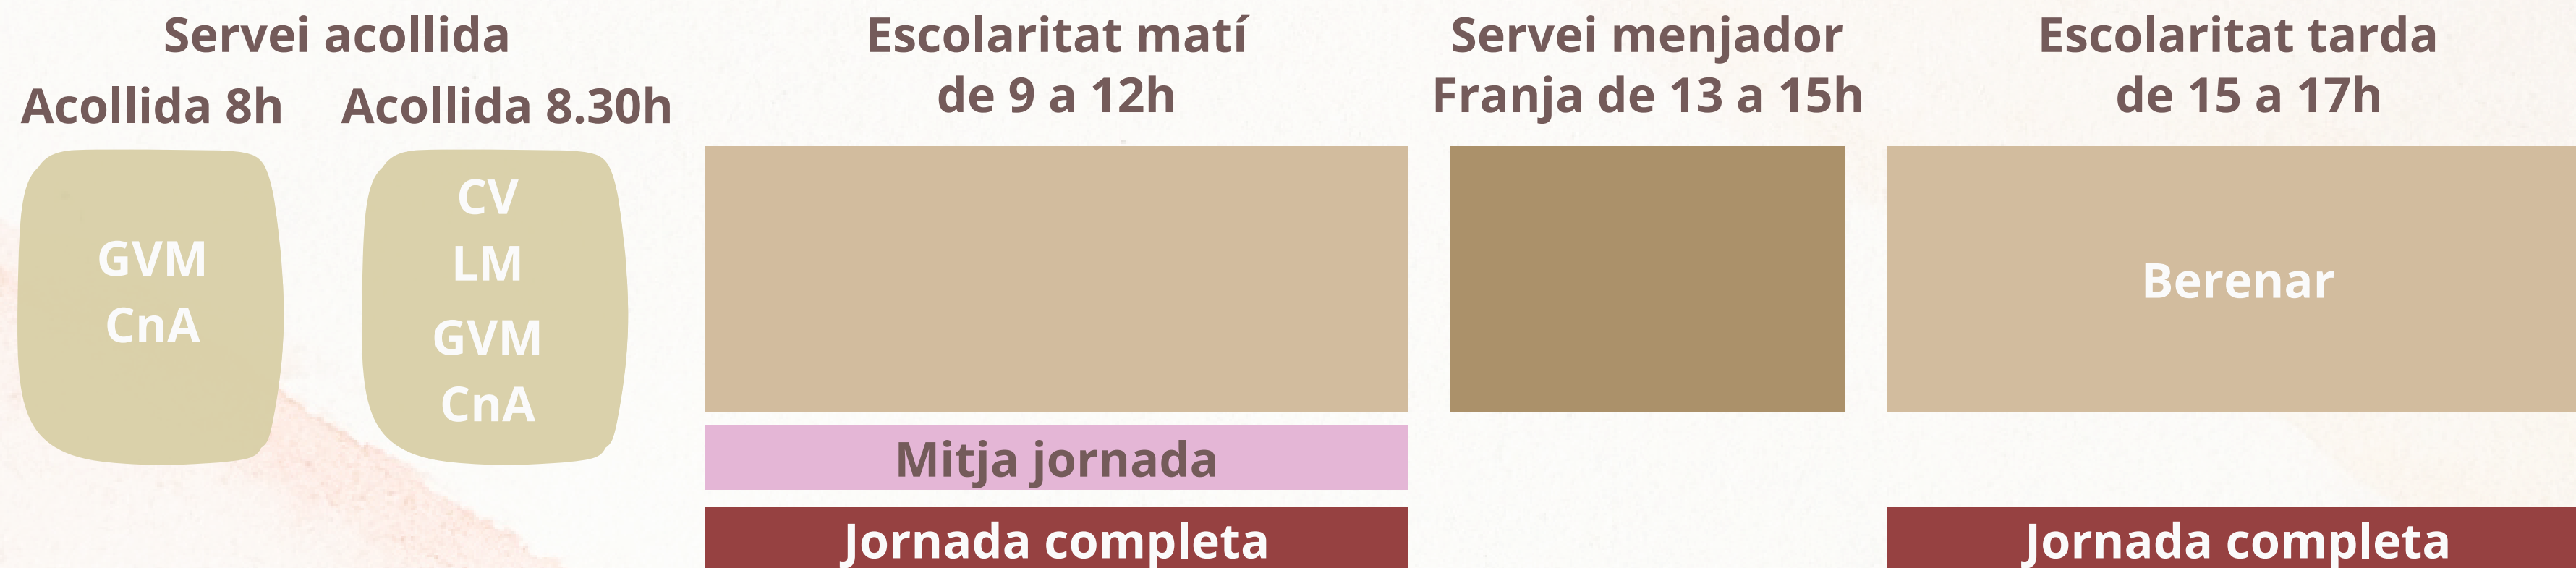 Servei acollida
Acollida 8h
Acollida 8.30h
GVM
CnA
CV
LM
GVM
CnA
Escolaritat matí
de 9 a 12h
Mitja jornada
Jornada completa
Servei menjador
Franja de 13 a 15h
Escolaritat tarda
de 15 a 17h
Berenar
Jornada completa